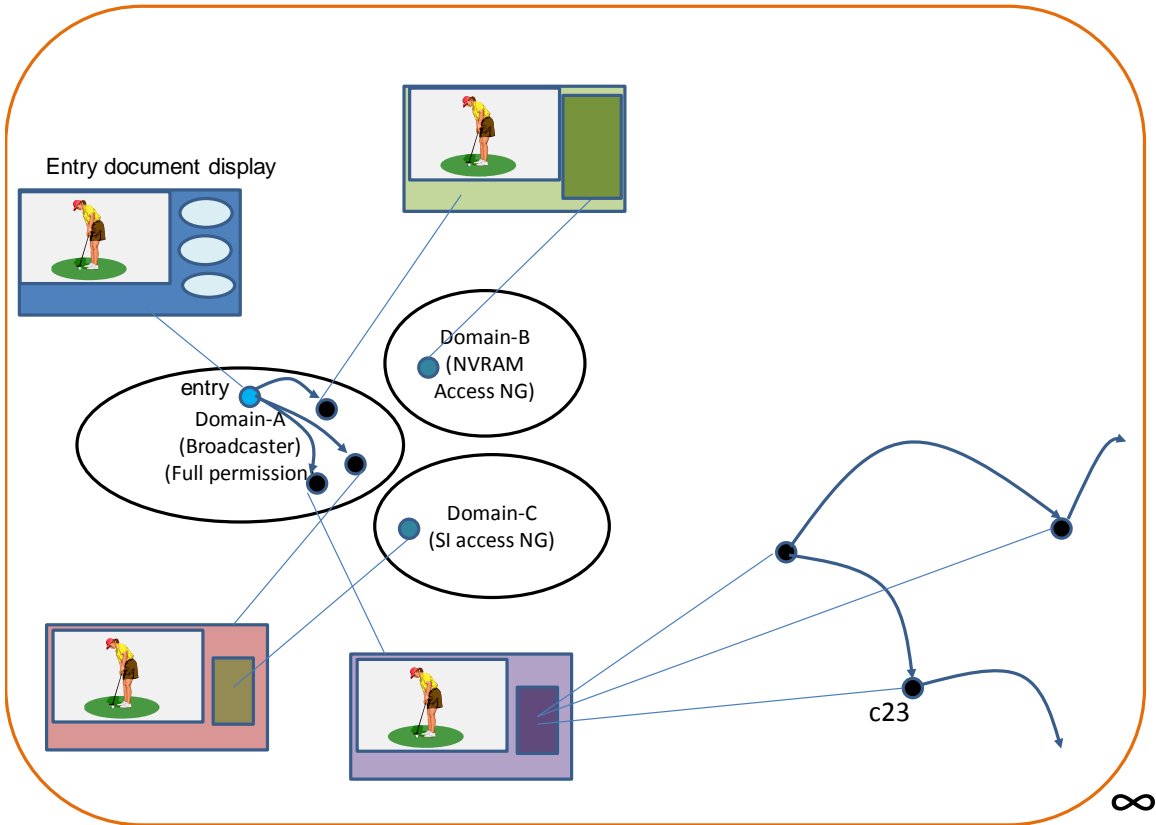 Entry document display
Domain-B
(NVRAM
Access NG)
entry
Domain-A
(Broadcaster)
(Full permission
Domain-C
(SI access NG)
c23
∞